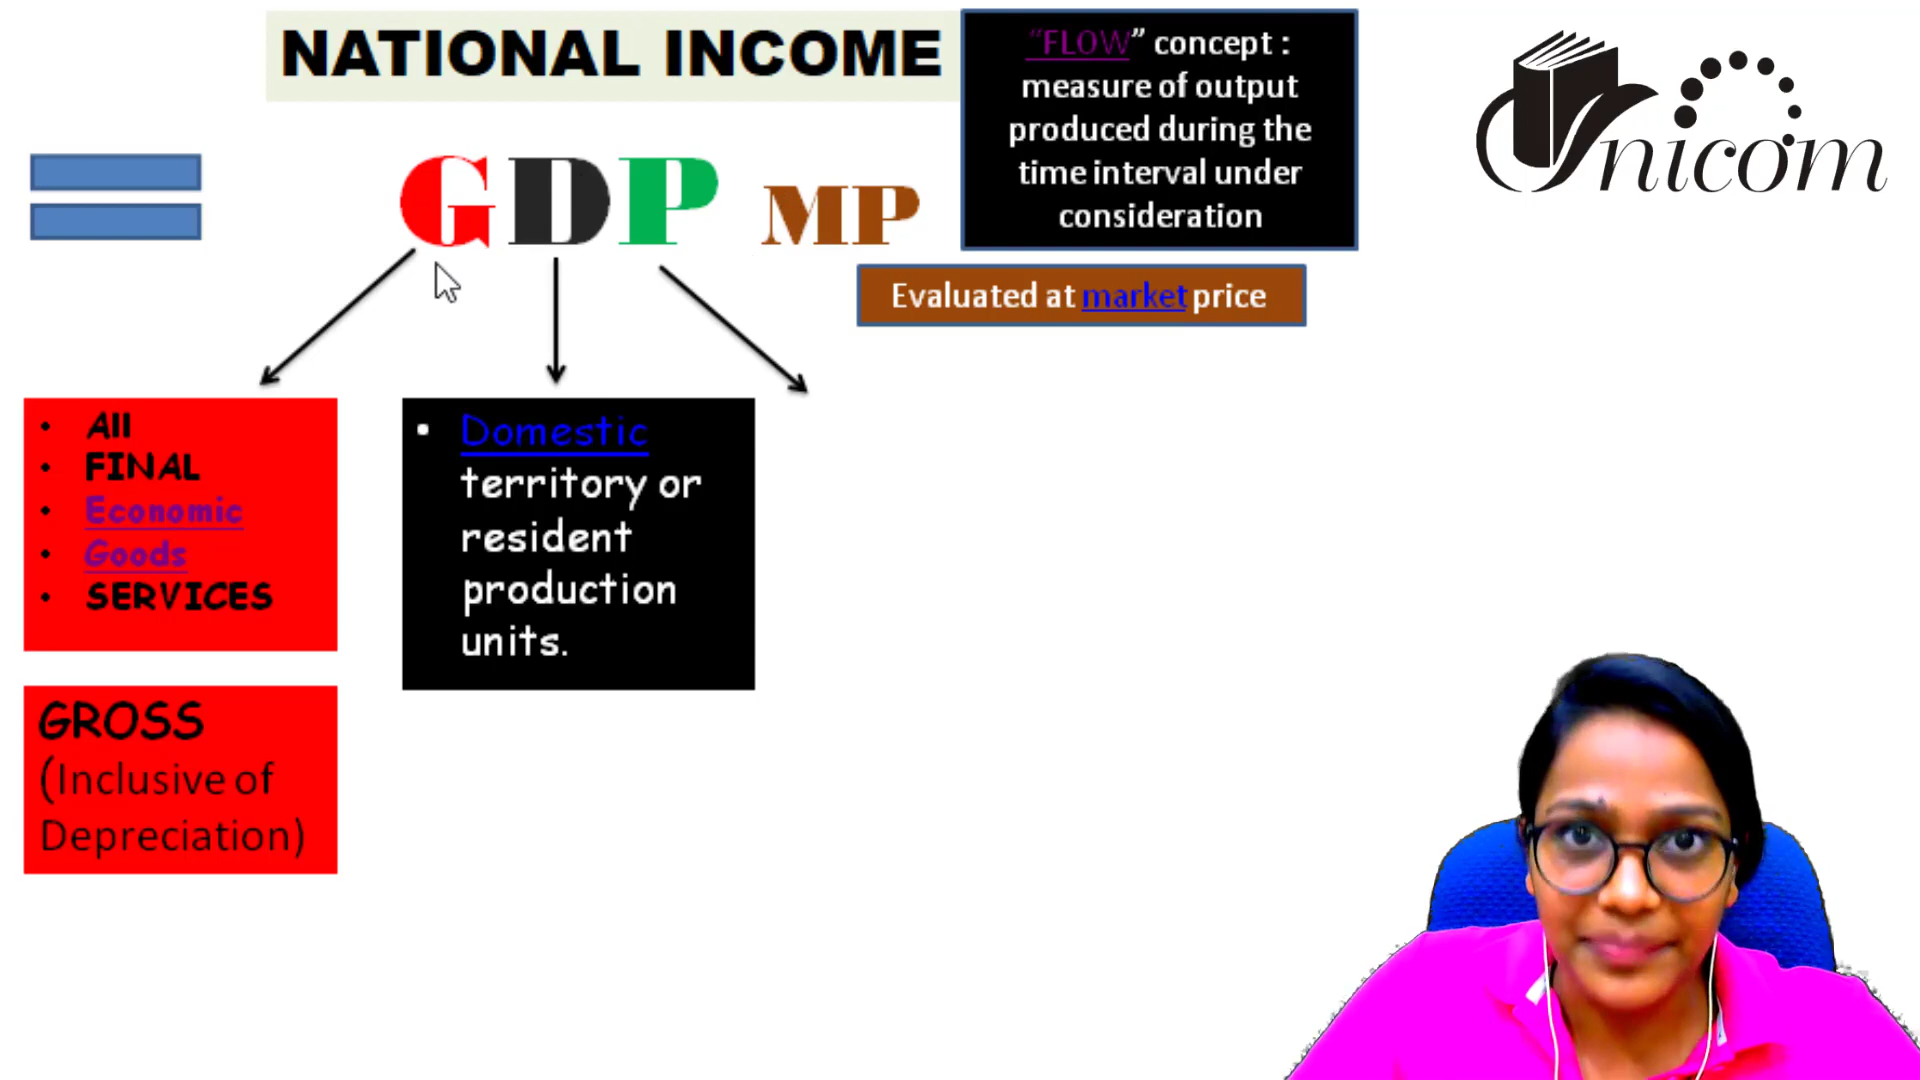 NATIONAL INCOME
"FLOW" concept :
measure of output
produced during the
time interval under
consideration
Unicom
GDP MP
Evaluated at market price
• All
• FINAL
• Economic
• Goods
• SERVICES
• Domestic
territory or
resident
production
units.
GROSS
(Inclusive of
Depreciation)